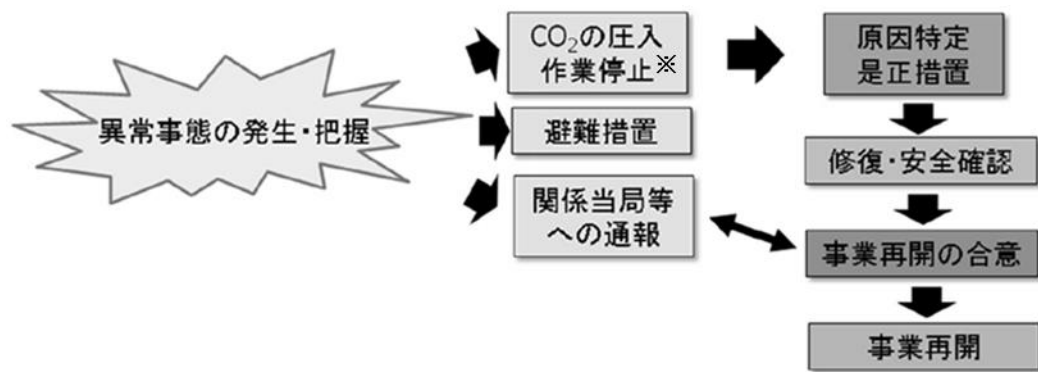 異常事態の発生・把握
CO₂の圧入
作業停止※
避難措置
関係当局等
への通報
原因特定
是正措置
修復・安全確認
事業再開の合意
事業再開